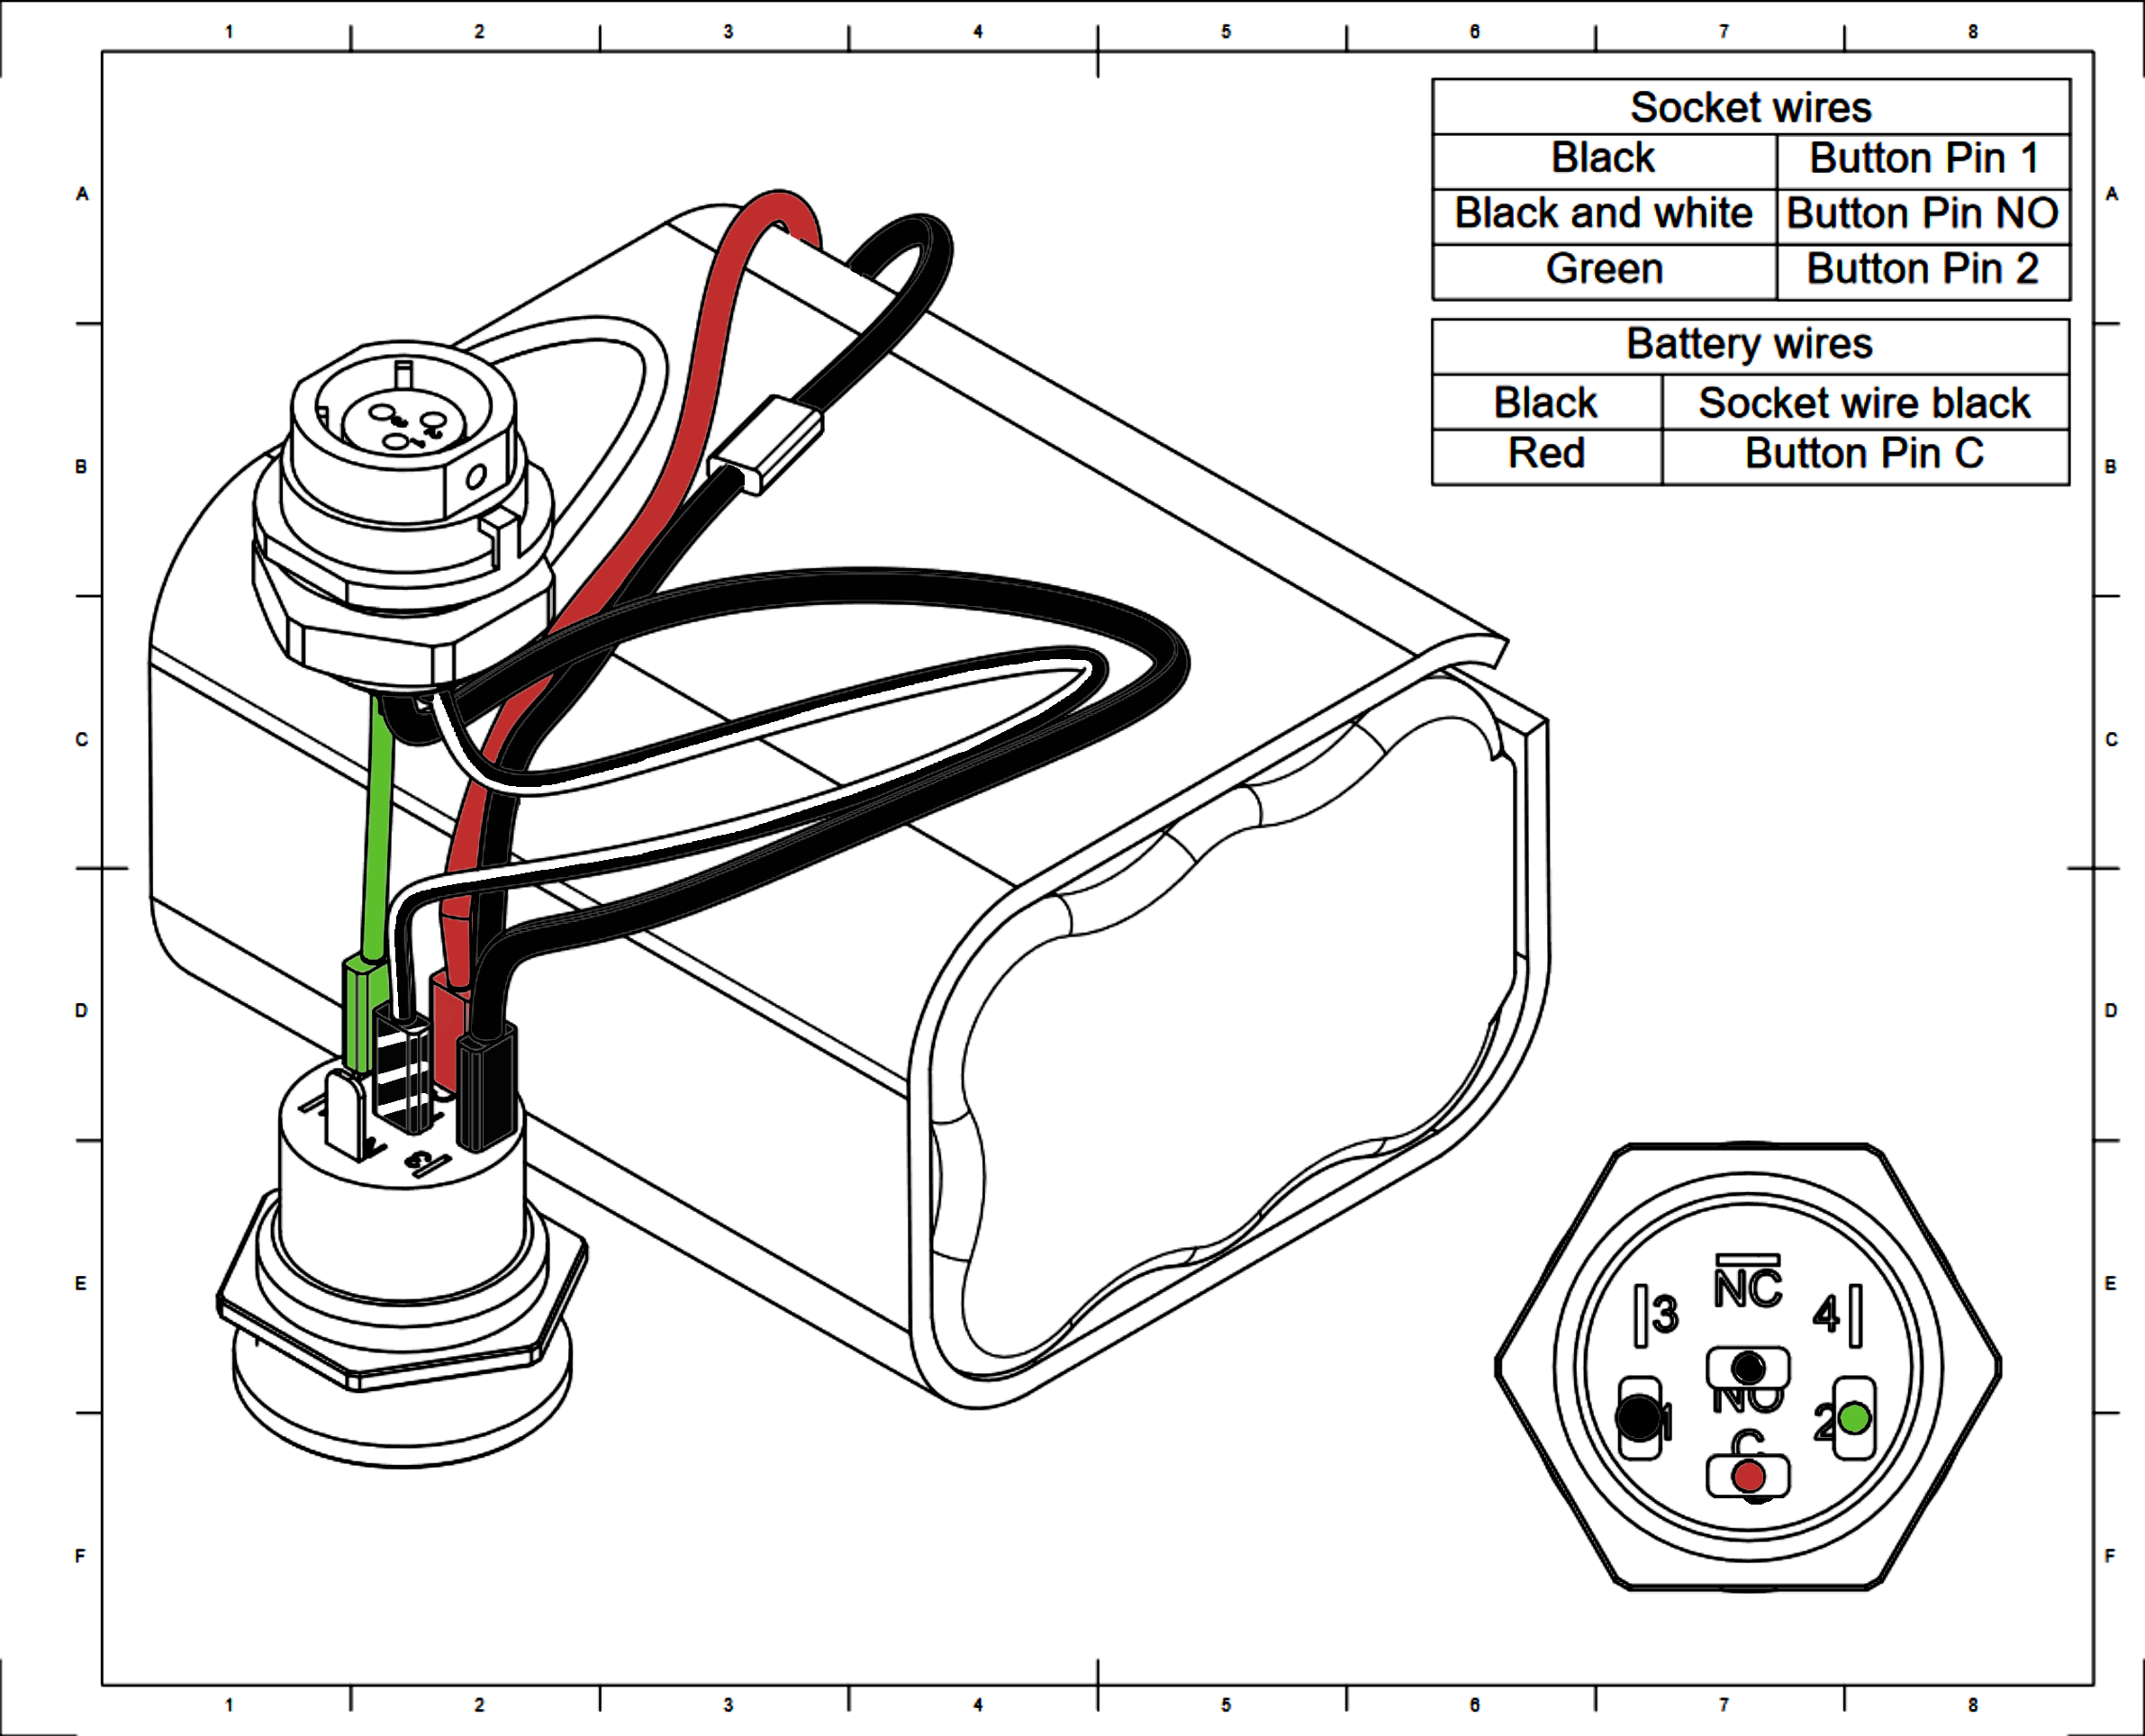 1 2 3 4 5 6 7 8
Socket wires
Black Button Pin 1
A A
Black and white Button Pin NO
Green Button Pin 2
Battery wires
Black Socket wire black
B Red Button Pin C B
C C
D D
E NC E
3 4
NO
1 2
C
F F
1 2 3 4 5 6 7 8